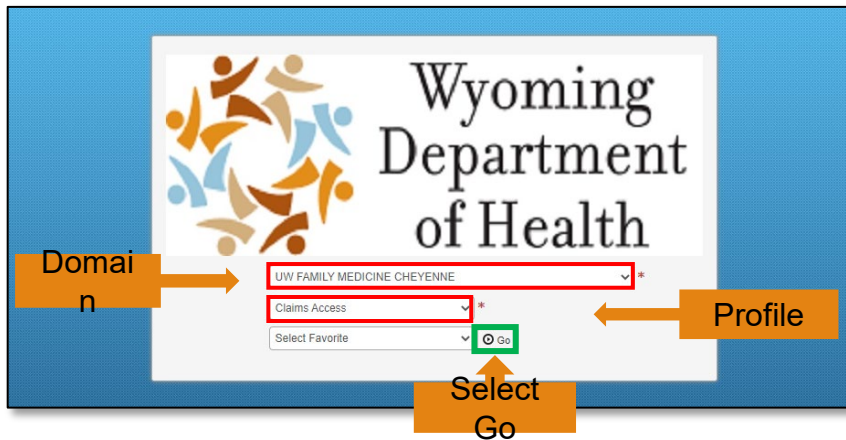 Wyoming
Department
of Health
Domai
n
UW FAMILY MEDICINE CHEYENNE
*
Claims Access
*
Profile
Select Favorite
Go
Select
Go